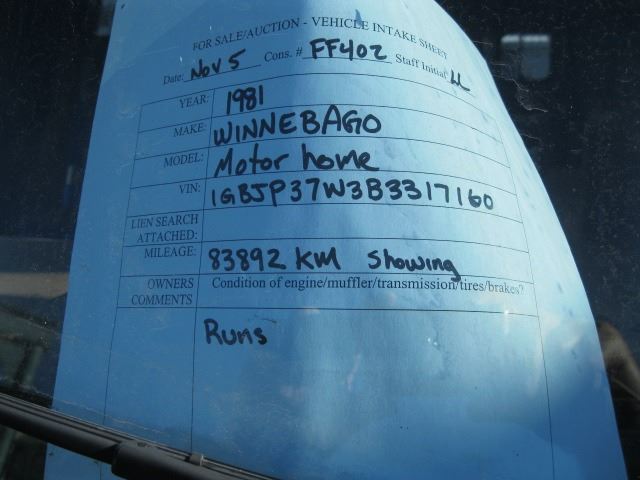 FOR SALE/AUCTION - VEHICLE INTAKE SHEET
Date: Nov 5 Cons. # FF402 Staff Initial LL
YEAR: 1981
MAKE: WINNEBAGO
MODEL: Motor home
VIN: 1GBJP37W3B3317160
LIEN SEARCH
ATTACHED:
MILEAGE: 83892 KM Showing
OWNERS COMMENTS Condition of engine/muffler/transmission/tires/brakes?
Runs